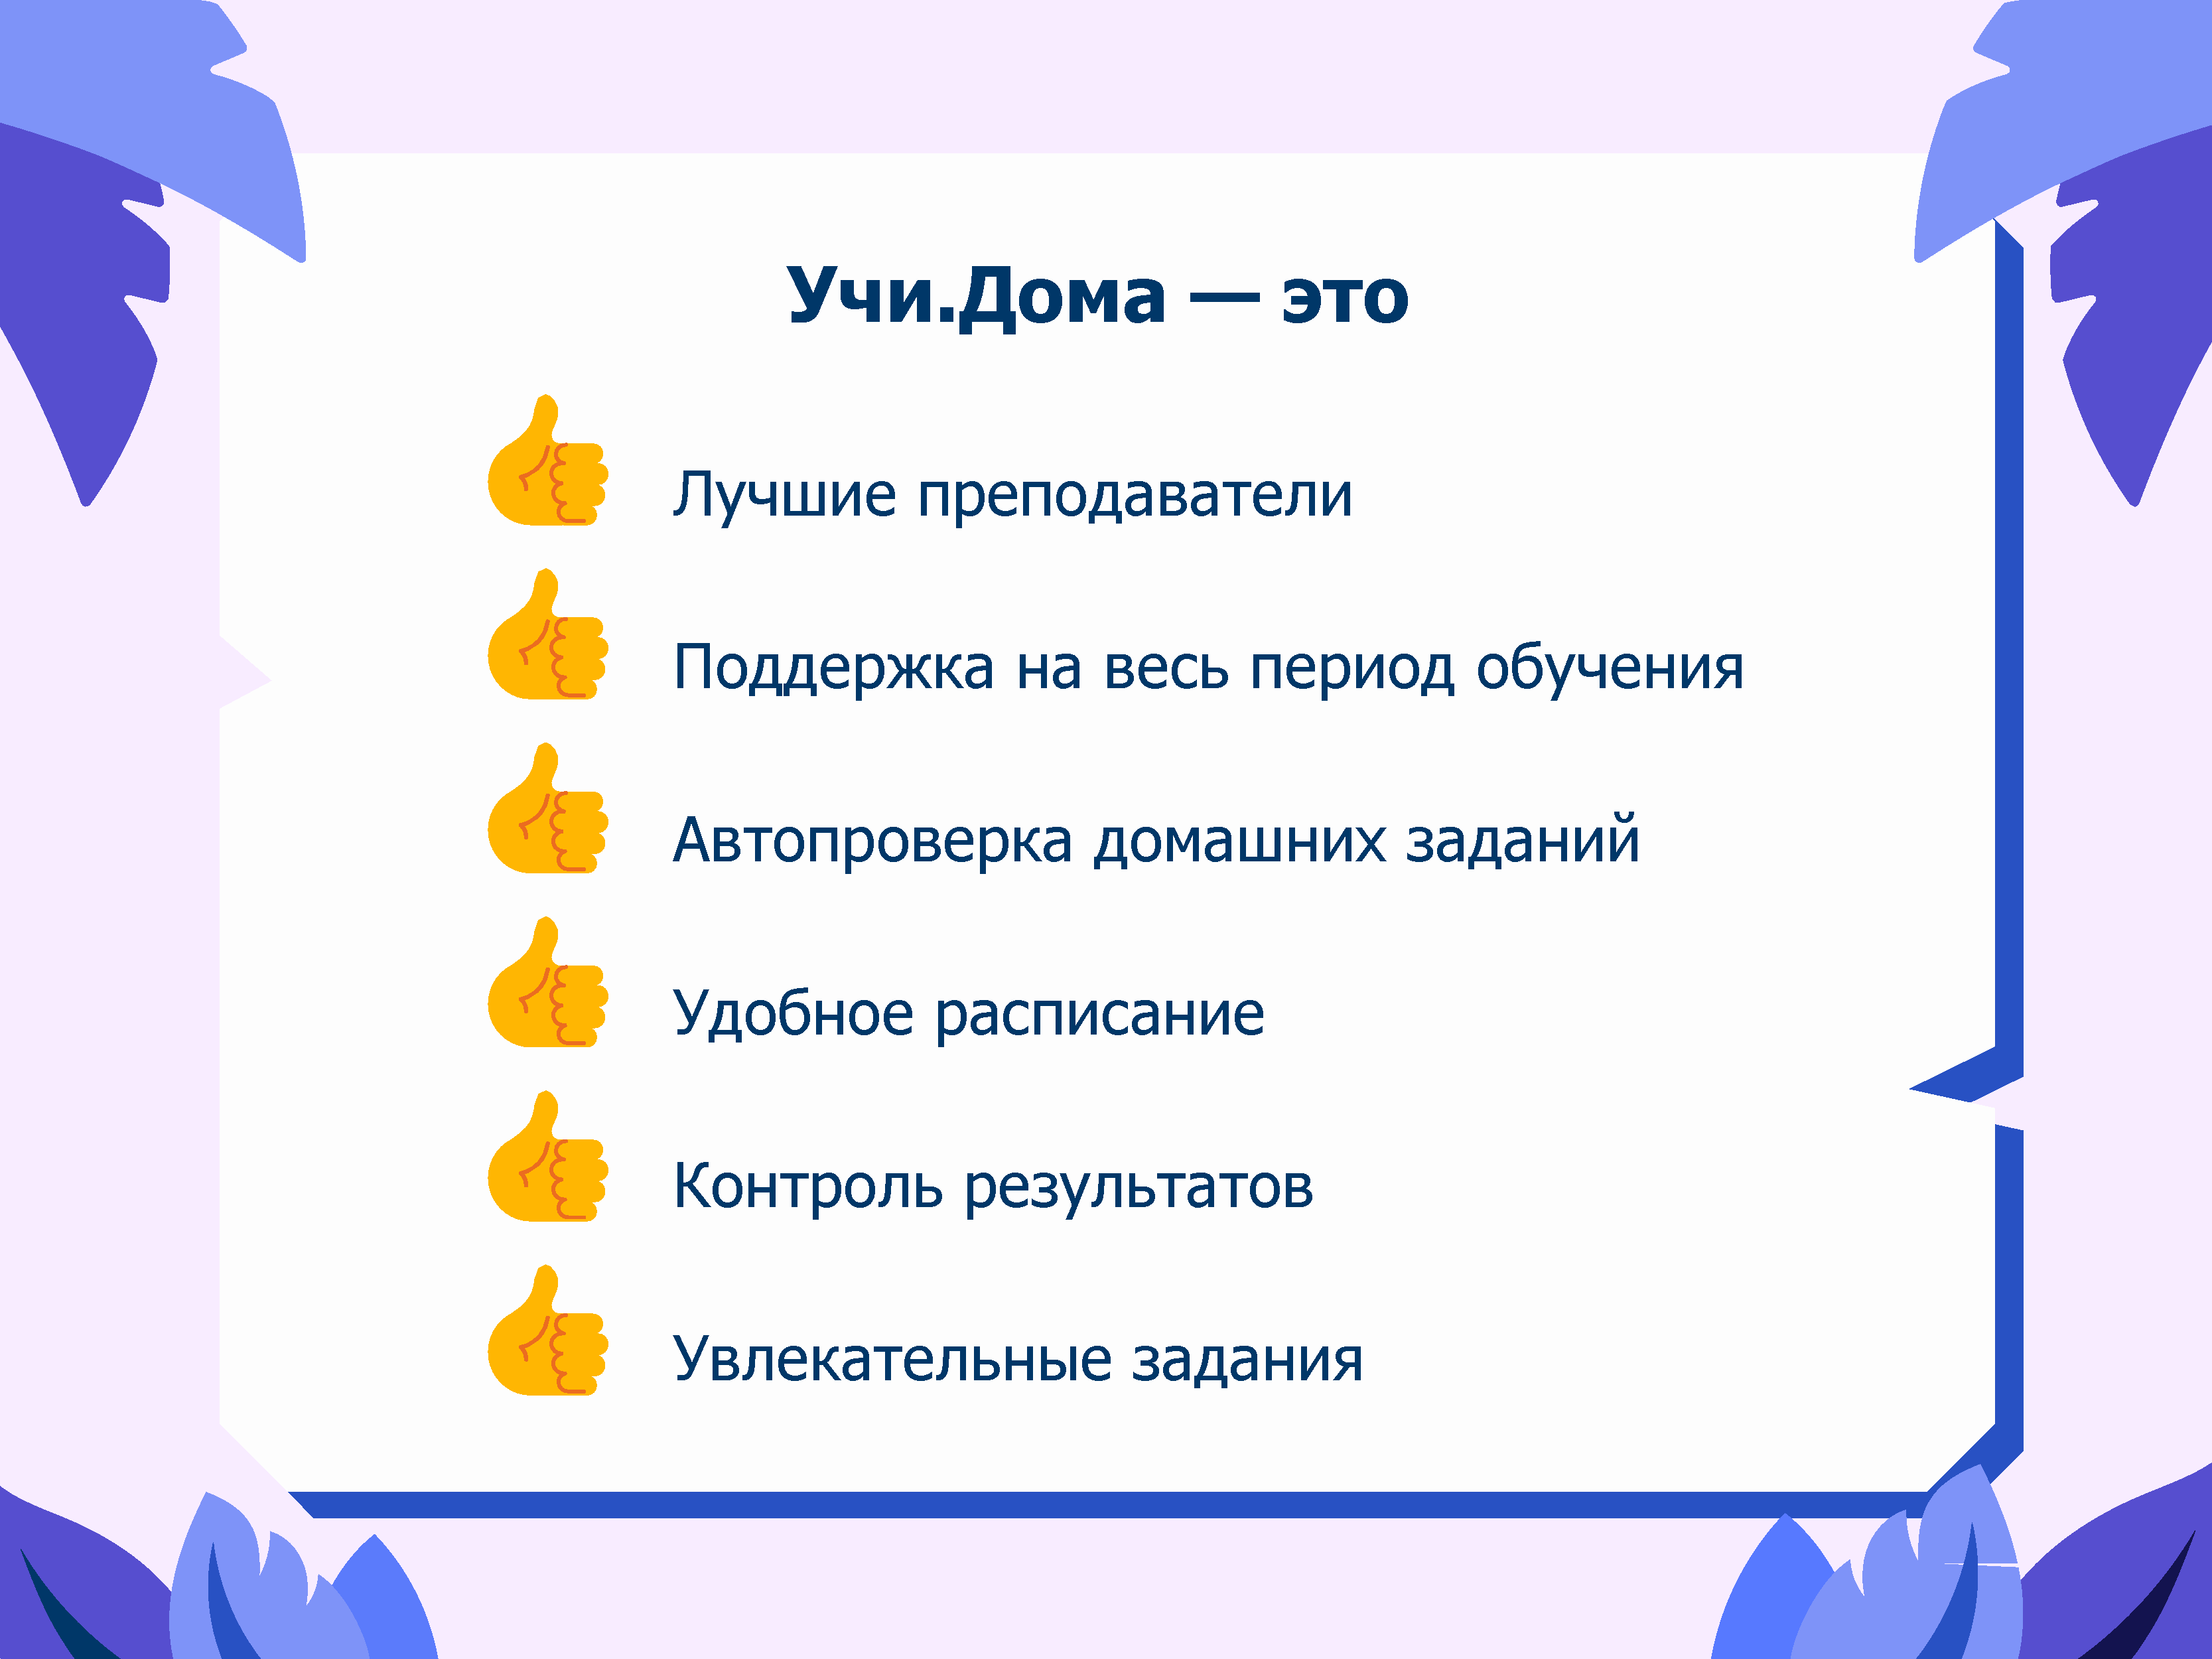 Учи.Дома — это
Лучшие преподаватели
Поддержка на весь период обучения
Автопроверка домашних заданий
Удобное расписание
Контроль результатов
Увлекательные задания